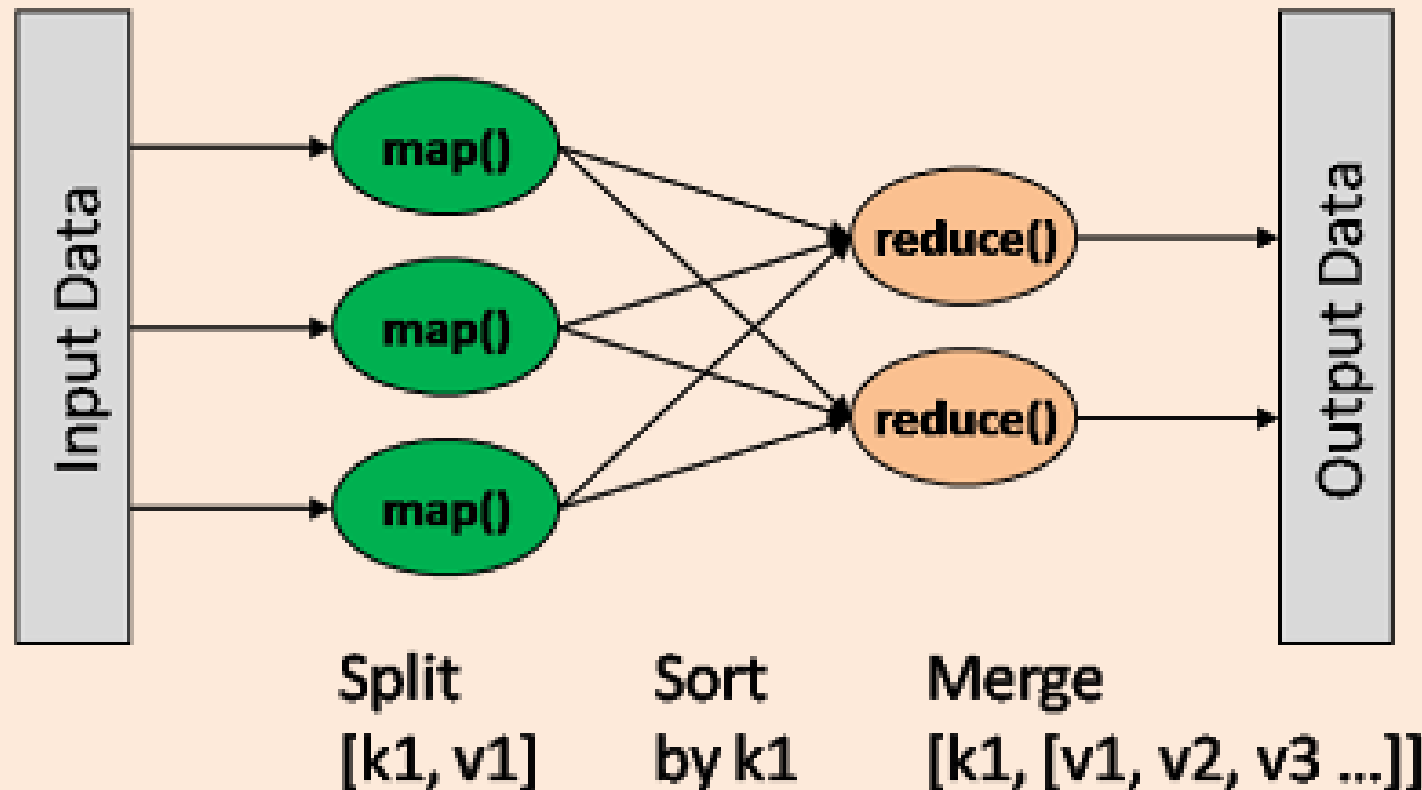 Input Data
map()
map()
map()
reduce()
reduce()
Output Data
Split
[k1, v1]
Sort
by k1
Merge
[k1, [v1, v2, v3 ...]]